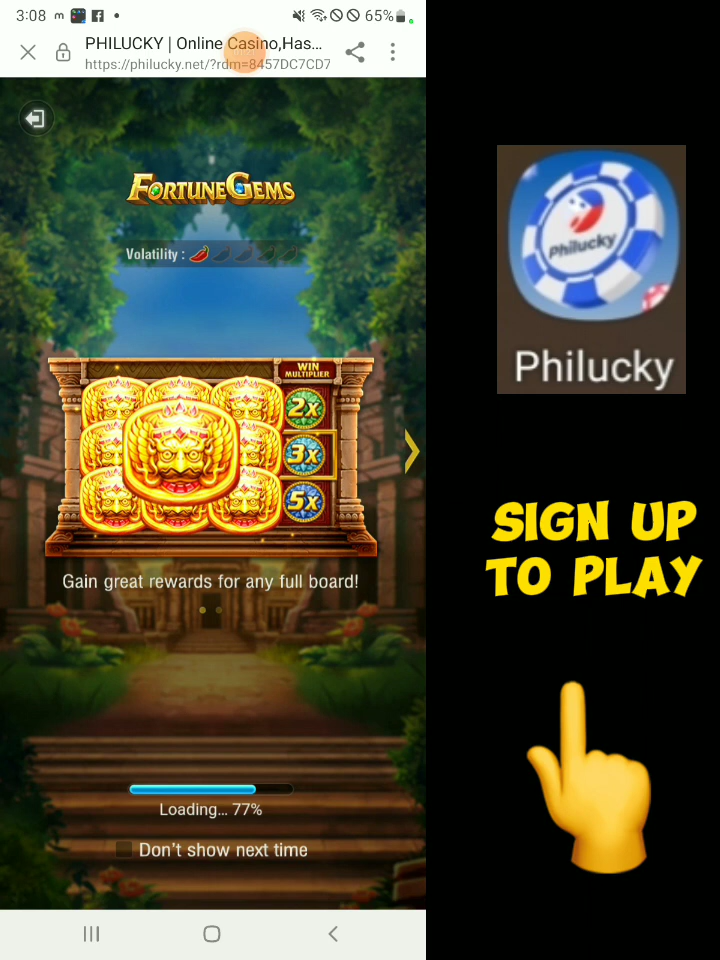 3:08
65%
PHILUCKY | Online Casino,Has...
https://philucky.net/?rdm=8457DC7CD7
FORTUNE GEMS
Volatility :
WIN
MULTIPLIER
2x
3x
5x
Gain great rewards for any full board!
Loading... 77%
Don't show next time
Philucky
Philucky
SIGN UP
TO PLAY